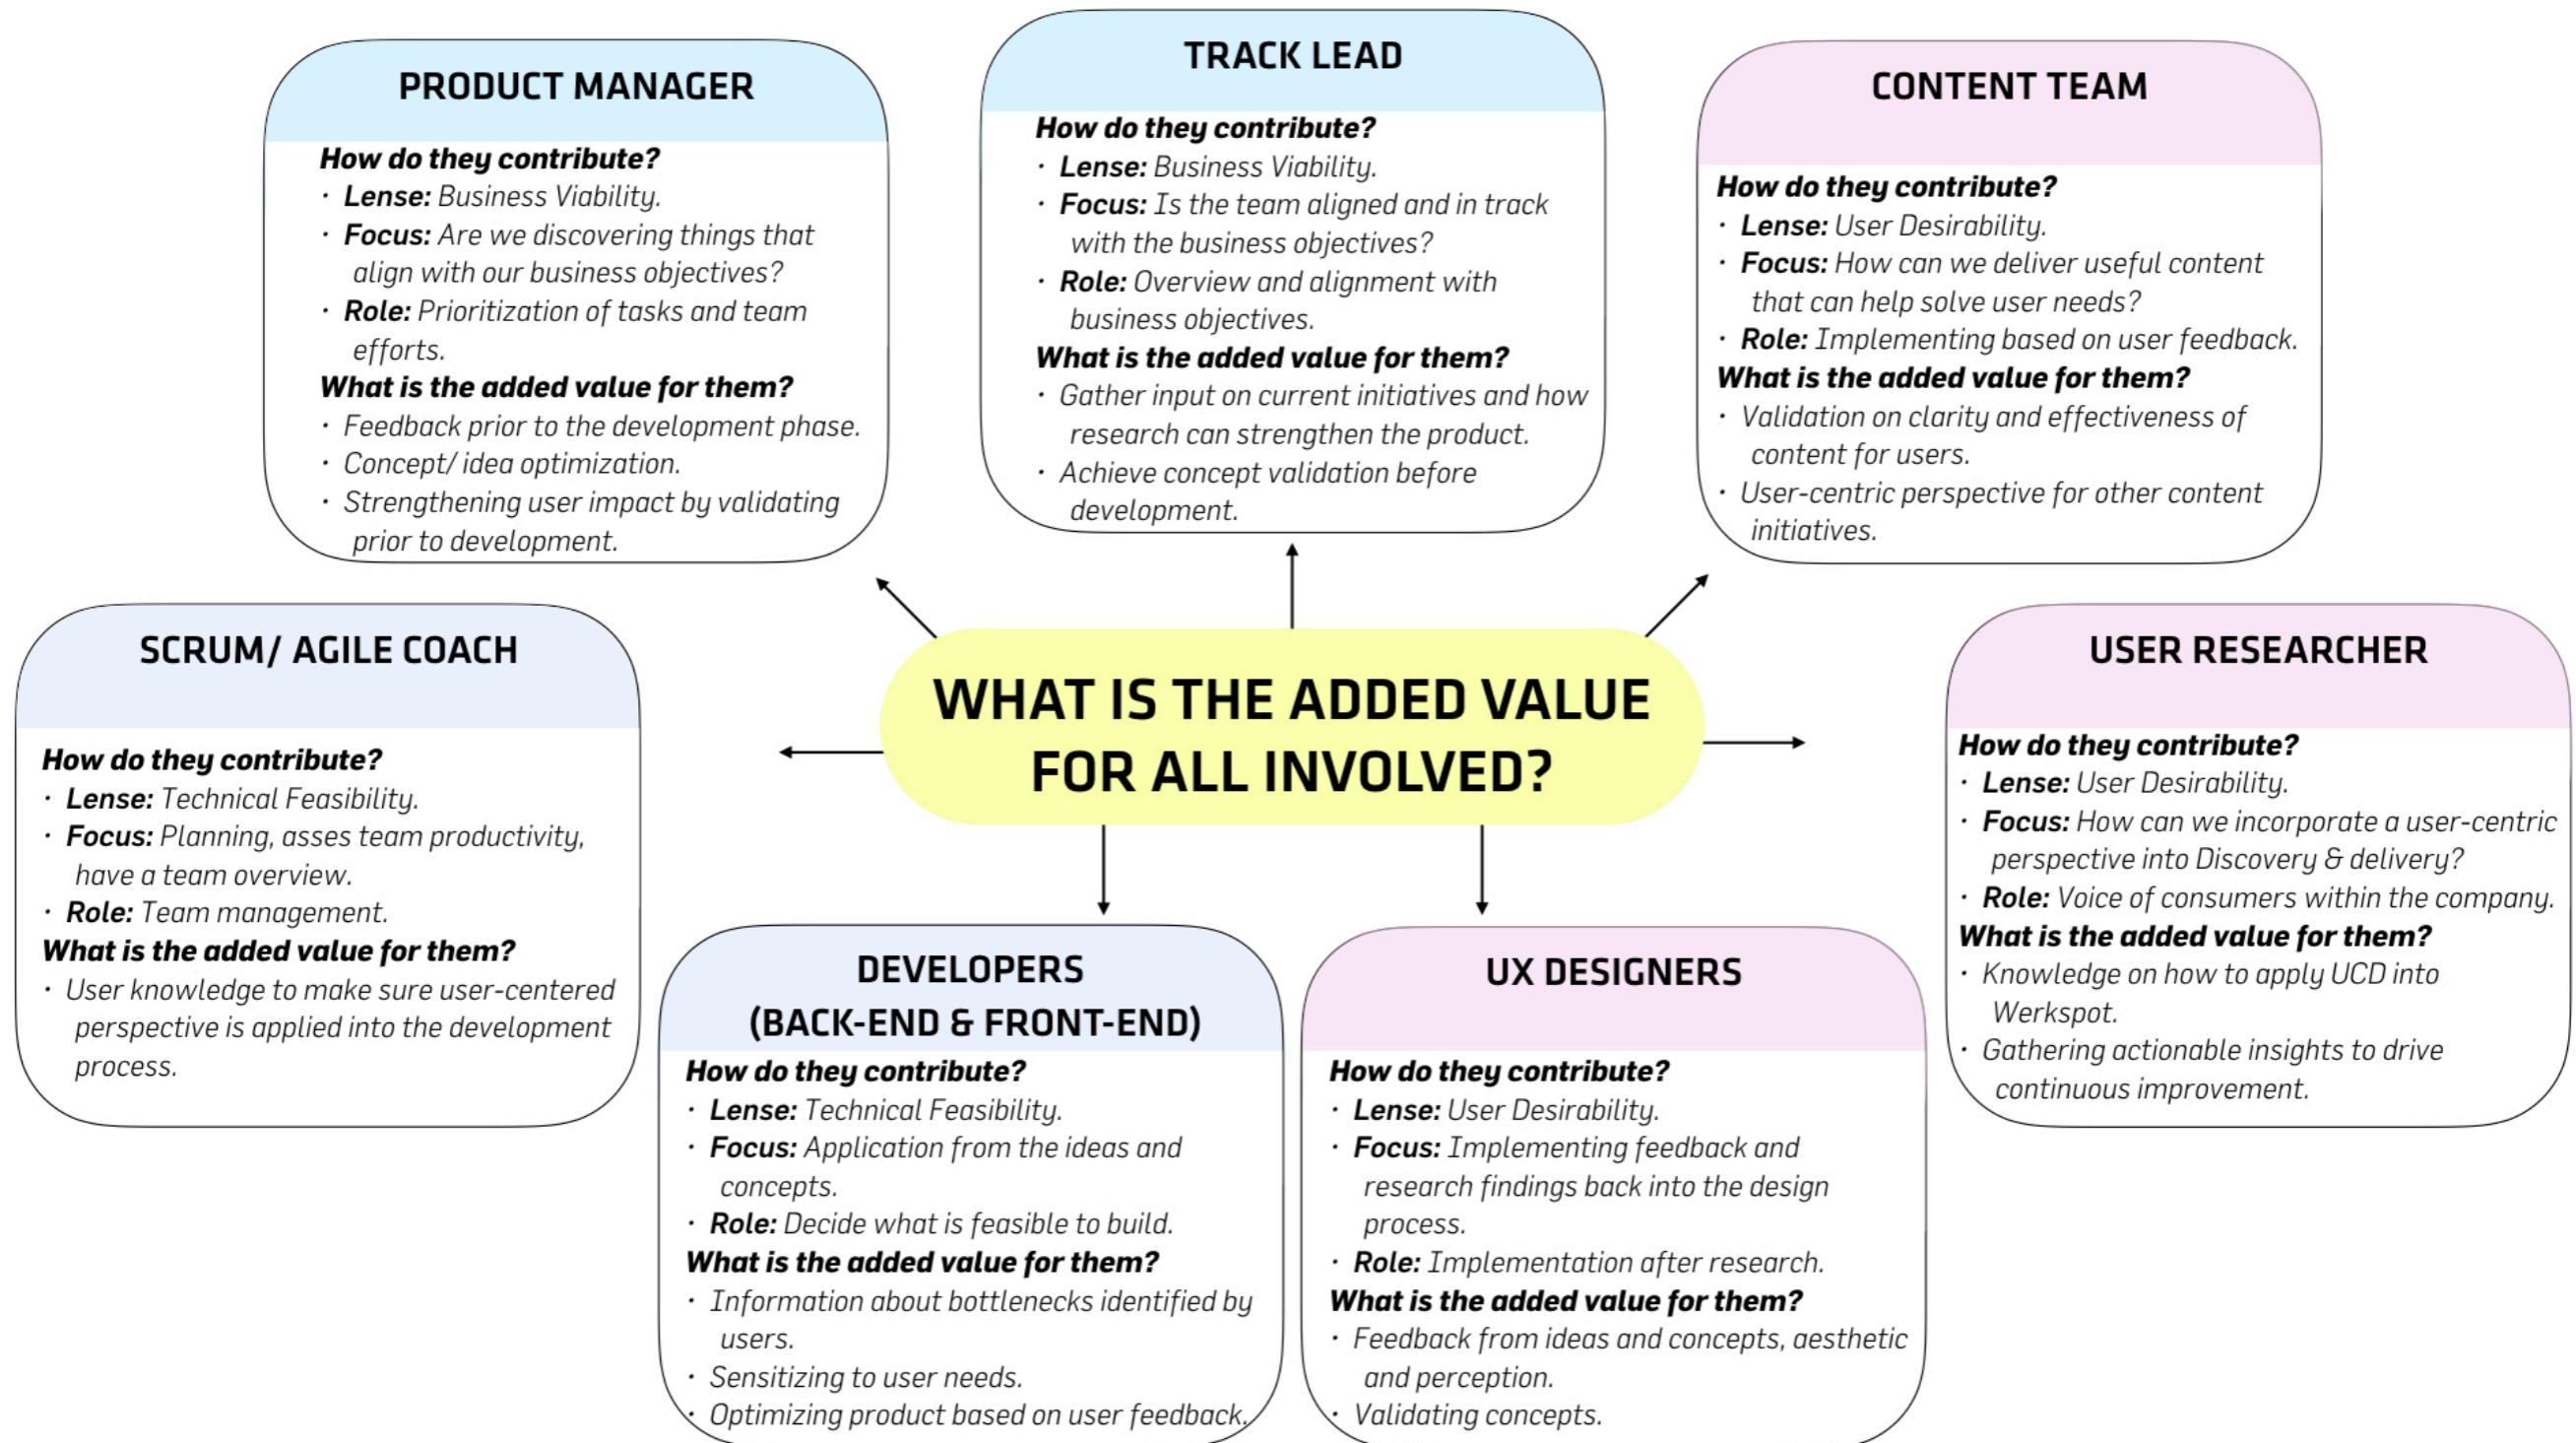 PRODUCT MANAGER
How do they contribute?
· Lense: Business Viability.
· Focus: Are we discovering things that
align with our business objectives?
· Role: Prioritization of tasks and team
efforts.
What is the added value for them?
· Feedback prior to the development phase.
· Concept/ idea optimization.
· Strengthening user impact by validating
prior to development.
TRACK LEAD
How do they contribute?
· Lense: Business Viability.
· Focus: Is the team aligned and in track
with the business objectives?
· Role: Overview and alignment with
business objectives.
What is the added value for them?
· Gather input on current initiatives and how
research can strengthen the product.
· Achieve concept validation before
development.
CONTENT TEAM
How do they contribute?
· Lense: User Desirability.
· Focus: How can we deliver useful content
that can help solve user needs?
· Role: Implementing based on user feedback.
What is the added value for them?
· Validation on clarity and effectiveness of
content for users.
· User-centric perspective for other content
initiatives.
SCRUM/ AGILE COACH
How do they contribute?
· Lense: Technical Feasibility.
· Focus: Planning, asses team productivity,
have a team overview.
· Role: Team management.
What is the added value for them?
· User knowledge to make sure user-centered
perspective is applied into the development
process.
WHAT IS THE ADDED VALUE
FOR ALL INVOLVED?
USER RESEARCHER
How do they contribute?
· Lense: User Desirability.
· Focus: How can we incorporate a user-centric
perspective into Discovery & delivery?
· Role: Voice of consumers within the company.
What is the added value for them?
· Knowledge on how to apply UCD into
Werkspot.
· Gathering actionable insights to drive
continuous improvement.
DEVELOPERS
(BACK-END & FRONT-END)
How do they contribute?
· Lense: Technical Feasibility.
· Focus: Application from the ideas and
concepts.
· Role: Decide what is feasible to build.
What is the added value for them?
· Information about bottlenecks identified by
users.
· Sensitizing to user needs.
· Optimizing product based on user feedback.
UX DESIGNERS
How do they contribute?
· Lense: User Desirability.
· Focus: Implementing feedback and
research findings back into the design
process.
· Role: Implementation after research.
What is the added value for them?
· Feedback from ideas and concepts, aesthetic
and perception.
· Validating concepts.